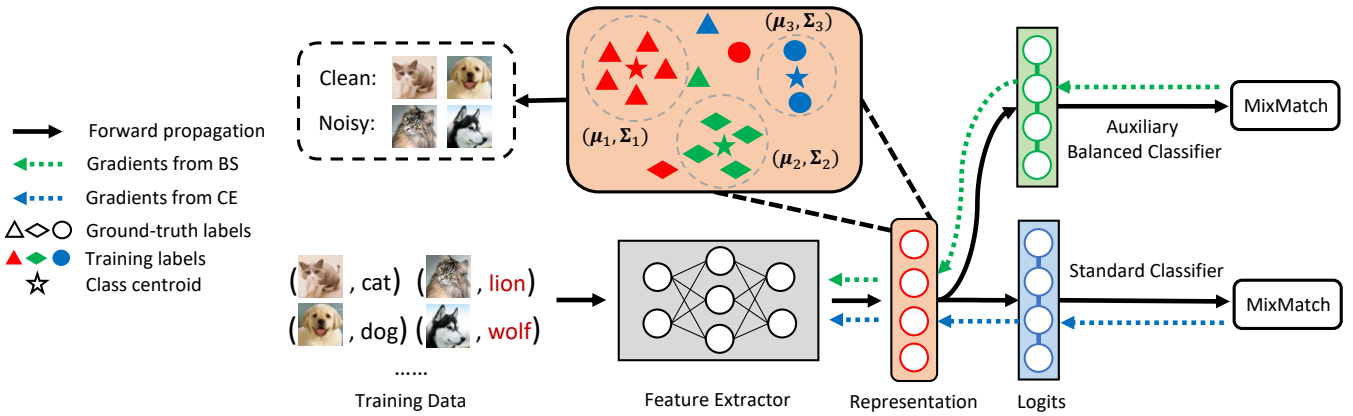 Forward propagation
Gradients from BS
Gradients from CE
Ground-truth labels
Training labels
Class centroid
Clean:
Noisy:
(μ₁, Σ₁)
(μ₂, Σ₂)
(μ₃, Σ₃)
( , cat) ( , lion)
( , dog) ( , wolf)
......
Training Data
Feature Extractor
Representation
Logits
Auxiliary
Balanced Classifier
MixMatch
Standard Classifier
MixMatch